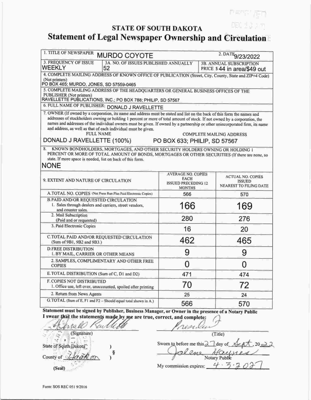 STATE OF SOUTH DAKOTA
Statement of Legal Newspaper Ownership and Circulation
1. TITLE OF NEWSPAPER MURDO COYOTE
2. DATE 9/23/2022
3. FREQUENCY OF ISSUE WEEKLY
3A. NO. OF ISSUES PUBLISHED ANNUALLY 52
3B. ANNUAL SUBSCRIPTION PRICE $44 in area/$49 out
4. COMPLETE MAILING ADDRESS OF KNOWN OFFICE OF PUBLICATION (Street, City, County, State and ZIP+4 Code)
(Not printers)
PO BOX 465; MURDO; JONES; SD 57559-0465
5. COMPLETE MAILING ADDRESS OF THE HEADQUARTERS OF GENERAL BUSINESS OFFICES OF THE
PUBLISHER (Not printer)
RAVELLETTE PUBLICATIONS, INC.; PO BOX 788; PHILIP, SD 57567
6. FULL NAME OF PUBLISHER: DONALD J RAVELLETTE
7. OWNER (If owned by a corporation, its name and address must be stated and list on the back of this form the names and
addresses of stockholders owning or holding 1 percent or more of total amount of stock. If not owned by a corporation, the
names and addresses of the individual owners must be given. If owned by a partnership or other unincorporated firm, its name
and address, as well as that of each individual must be given.)
FULL NAME COMPLETE MAILING ADDRESS
DONALD J RAVELLETTE (100%) PO BOX 633; PHILIP, SD 57567
8. KNOWN BONDHOLDERS, MORTGAGES, AND OTHER SECURITY HOLDERS OWNING OR HOLDING 1
PERCENT OR MORE OF TOTAL AMOUNT OF BONDS, MORTGAGES OR OTHER SECURITIES (If there are none, so
state. If more space is needed, list on back of this form.
NONE
9. EXTENT AND NATURE OF CIRCULATION
AVERAGE NO. COPIES EACH ISSUED PRECEDING 12 MONTHS
ACTUAL NO. COPIES ISSUED NEAREST TO FILING DATE
A. TOTAL NO. COPIES (Net Press Run Plus Paid Electronic Copies) 566 570
B. PAID AND/OR REQUESTED CIRCULATION
1. Sales through dealers and carriers, street vendors, and counter sales. 166 169
2. Mail Subscription (Paid and or requested) 280 276
3. Paid Electronic Copies 16 20
C. TOTAL PAID AND/OR REQUESTED CIRCULATION
(Sum of 9B1, 9B2 and 9B3.) 462 465
D. FREE DISTRIBUTION
1. BY MAIL, CARRIER OR OTHER MEANS 9 9
2. SAMPLES, COMPLIMENTARY AND OTHER FREE COPIES 0 0
E. TOTAL DISTRIBUTION (Sum of C, D1 and D2) 471 474
F. COPIES NOT DISTRIBUTED
1. Office use, left over, unaccounted, spoiled after printing 70 72
2. Return from News Agents 25 24
G. TOTAL (Sum of E, F1 and F2 - Should equal total shown in A.) 566 570
Statement must be signed by Publisher, Business Manager, or Owner in the presence of a Notary Public
I swear that the statements made by me are true, correct, and complete:
President
(Signature) (Title)
State of South Dakota )
County of ) §
(Seal)
Sworn to before me this 27 day of Sept, 2022
Notary Public
My commission expires: 4-3-2027
Form: SOS REC 051 9/2016